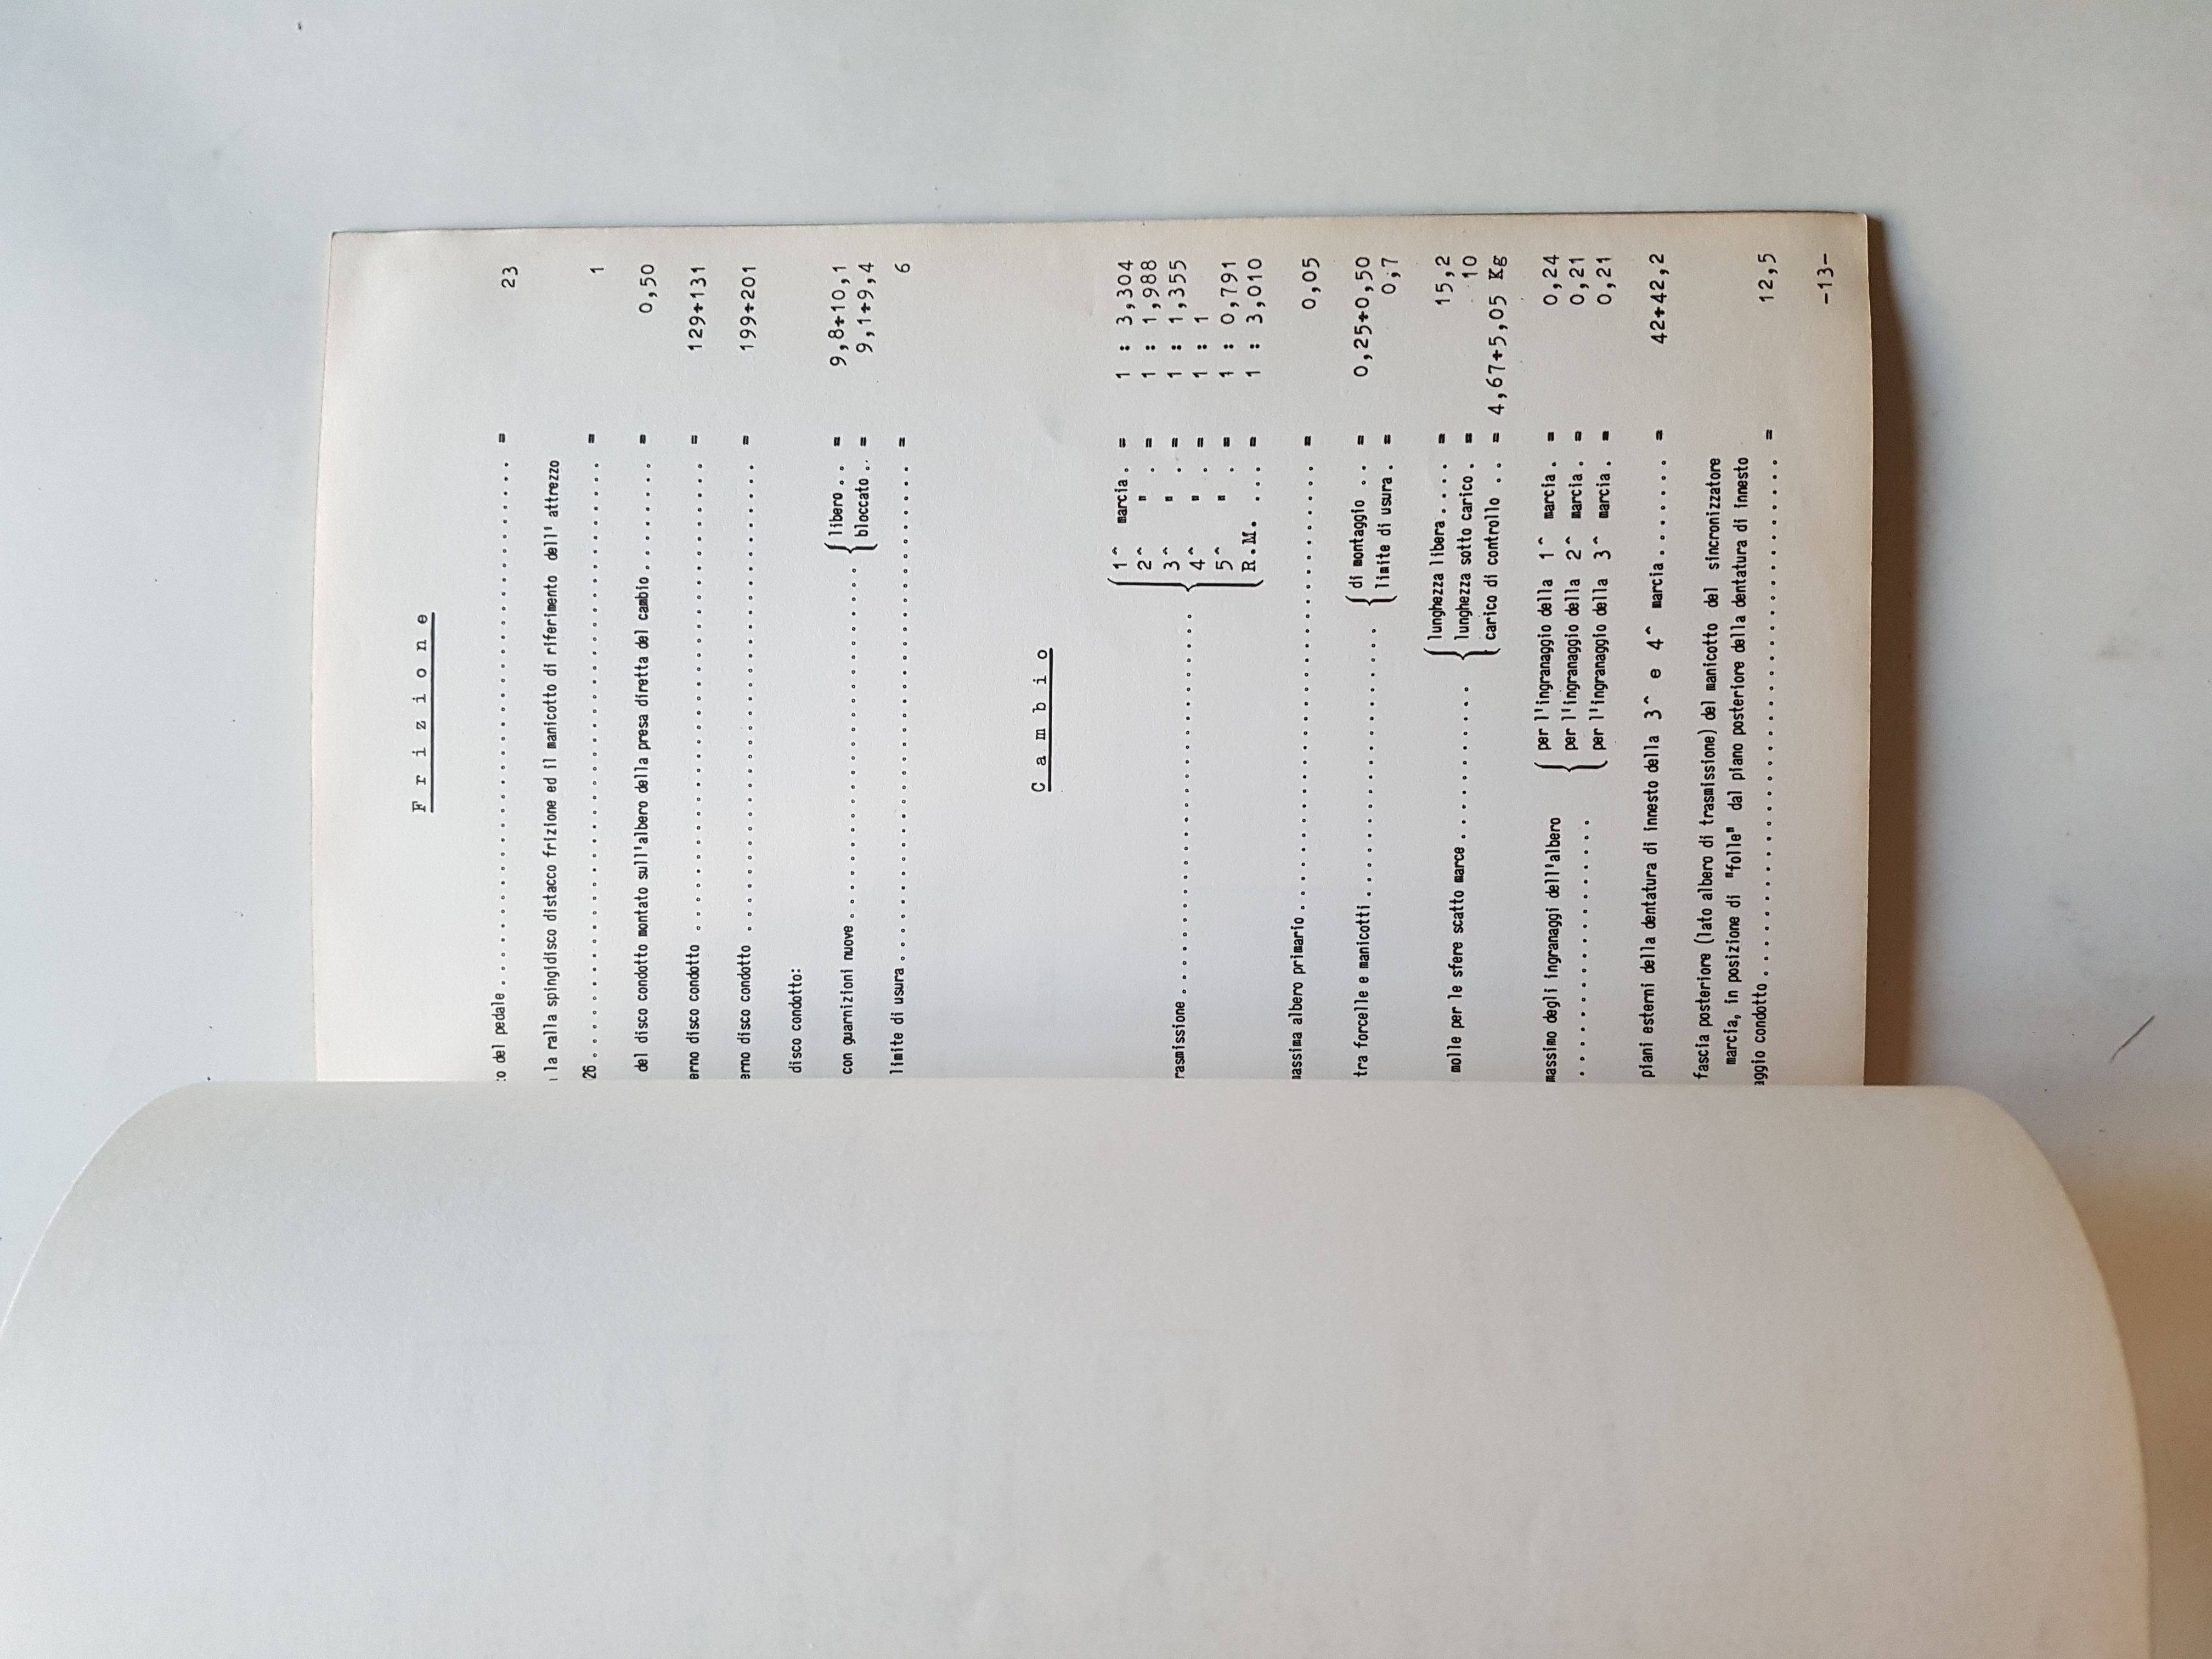 F r i z i o n e
del pedale . . . . . . . . . . = 23
la ralla spingidisco distacco frizione ed il manicotto di riferimento dell' attrezzo
26 . . . . . . . . . . = 1
del disco condotto montato sull'albero della presa diretta del cambio . . . . . . . = 0,50
disco condotto . . . . . . . . . . = 129÷131
disco condotto . . . . . . . . . . = 199÷201
disco condotto:
con guarnizioni nuove . . . . . . . . . . { libero . . = 9,8÷10,1
bloccato . . = 9,1÷9,4
limite di usura . . . . . . . . . . = 6
C a m b i o
1^ marcia . = 1 : 3,304
2^ " . = 1 : 1,988
3^ " . = 1 : 1,355
4^ " . = 1 : 1
5^ " . = 1 : 0,791
R.M. . . . = 1 : 3,010
albero primario . . . . . . . . . . = 0,05
tra forcelle e manicotti . . . . . . . . . . { di montaggio . . = 0,25÷0,50
limite di usura . = 0,7
lunghezza libera . . . . = 15,2
molle per le sfere scatto marce . . . . . . . . . . { lunghezza sotto carico . = 10
carico di controllo . . = 4,67÷5,05 Kg
massimo degli ingranaggi dell'albero { per l'ingranaggio della 1^ marcia . = 0,24
. . . . . . . . . . per l'ingranaggio della 2^ marcia . = 0,21
per l'ingranaggio della 3^ marcia . = 0,21
piani esterni della dentatura di innesto della 3^ e 4^ marcia . . . . . . . = 42÷42,2
fascia posteriore (lato albero di trasmissione) del manicotto del sincronizzatore
marcia, in posizione di "folle" dal piano posteriore della dentatura di innesto
condotto . . . . . . . . . . = 12,5
-13-